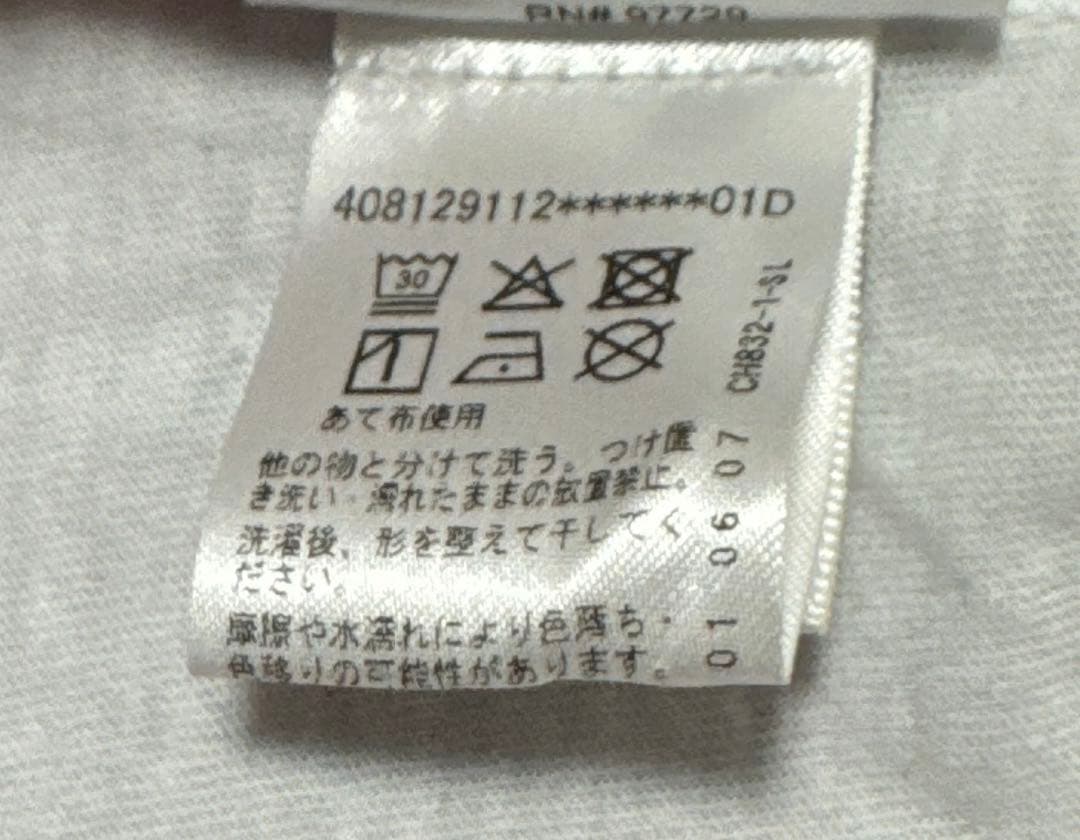 RN# 97729
408129112******01D
30
あて布使用
他の物と分けて洗う。つけ置
き洗い・濡れたままの放置禁止。
洗濯後、形を整えて干してく
ださい。
摩擦や水濡れにより色落ち・
色移りの可能性があります。
CH832-1-SL
01 06 07